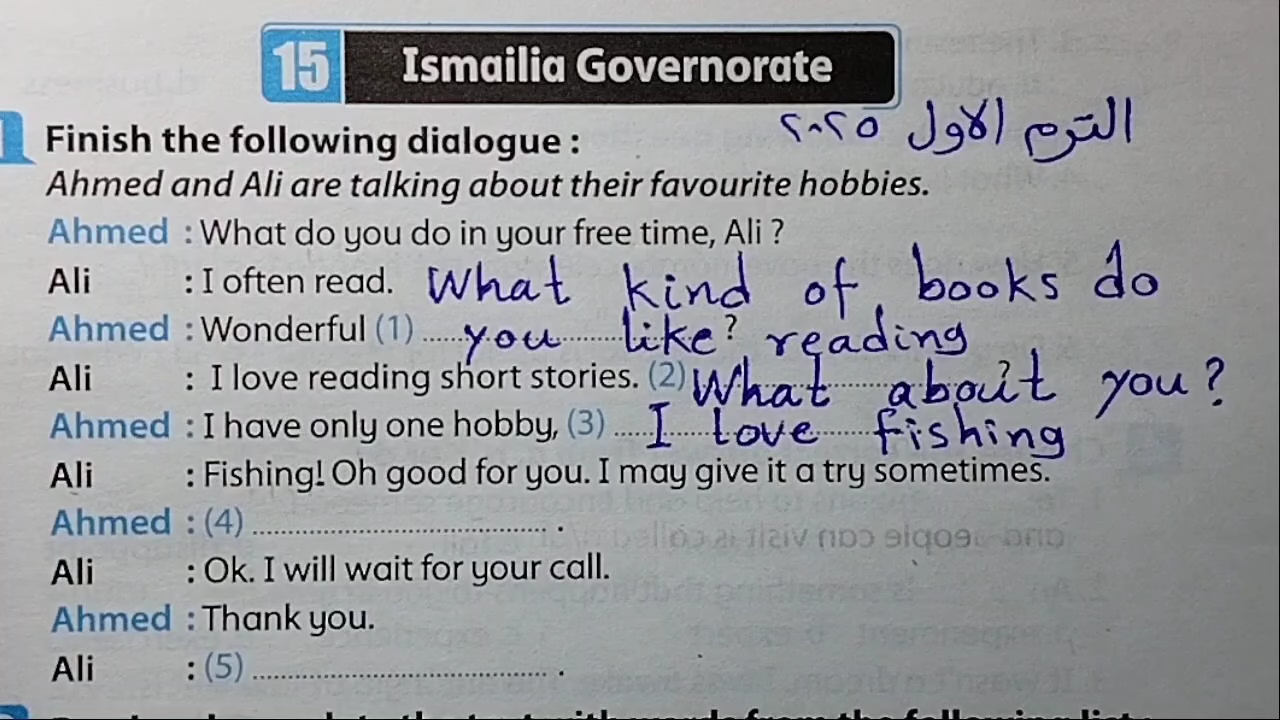 15 Ismailia Governorate
الترم الاول ٢٠٢٥
1 Finish the following dialogue :
Ahmed and Ali are talking about their favourite hobbies.
Ahmed : What do you do in your free time, Ali ?
Ali : I often read.
Ahmed : Wonderful (1) What kind of books do you like reading ?
Ali : I love reading short stories. (2) What about you? ?
Ahmed : I have only one hobby, (3) I love fishing
Ali : Fishing! Oh good for you. I may give it a try sometimes.
Ahmed : (4) ........................................ .
Ali : Ok. I will wait for your call.
Ahmed : Thank you.
Ali : (5) ........................................ .